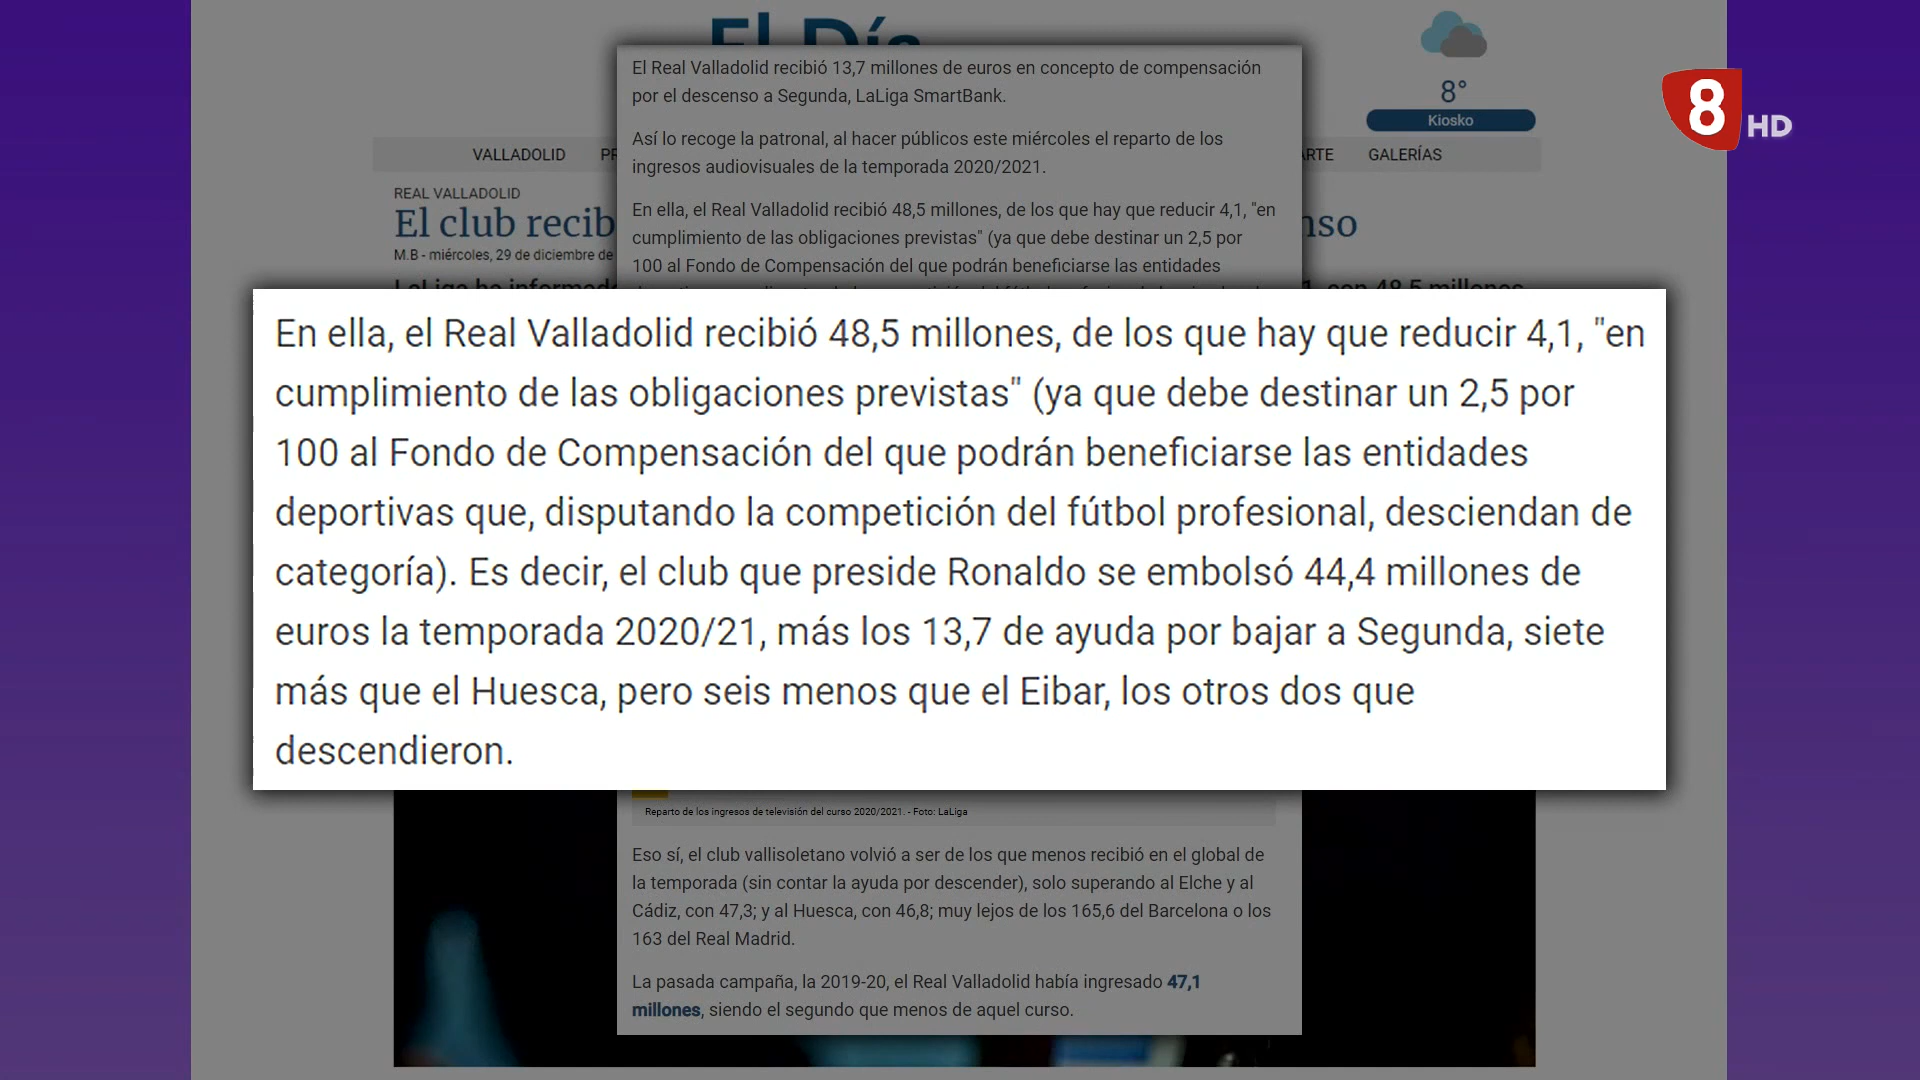 El Día
8°
Kiosko
8 HD
VALLADOLID
GALERÍAS
REAL VALLADOLID
El club
M.B - miércoles, 29 de diciembre de
El Real Valladolid recibió 13,7 millones de euros en concepto de compensación
por el descenso a Segunda, LaLiga SmartBank.
Así lo recoge la patronal, al hacer públicos este miércoles el reparto de los
ingresos audiovisuales de la temporada 2020/2021.
En ella, el Real Valladolid recibió 48,5 millones, de los que hay que reducir 4,1, "en
cumplimiento de las obligaciones previstas" (ya que debe destinar un 2,5 por
100 al Fondo de Compensación del que podrán beneficiarse las entidades
En ella, el Real Valladolid recibió 48,5 millones, de los que hay que reducir 4,1, "en
cumplimiento de las obligaciones previstas" (ya que debe destinar un 2,5 por
100 al Fondo de Compensación del que podrán beneficiarse las entidades
deportivas que, disputando la competición del fútbol profesional, desciendan de
categoría). Es decir, el club que preside Ronaldo se embolsó 44,4 millones de
euros la temporada 2020/21, más los 13,7 de ayuda por bajar a Segunda, siete
más que el Huesca, pero seis menos que el Eibar, los otros dos que
descendieron.
Reparto de los ingresos de televisión del curso 2020/2021. - Foto: LaLiga
Eso sí, el club vallisoletano volvió a ser de los que menos recibió en el global de
la temporada (sin contar la ayuda por descender), solo superando al Elche y al
Cádiz, con 47,3; y al Huesca, con 46,8; muy lejos de los 165,6 del Barcelona o los
163 del Real Madrid.
La pasada campaña, la 2019-20, el Real Valladolid había ingresado 47,1
millones, siendo el segundo que menos de aquel curso.